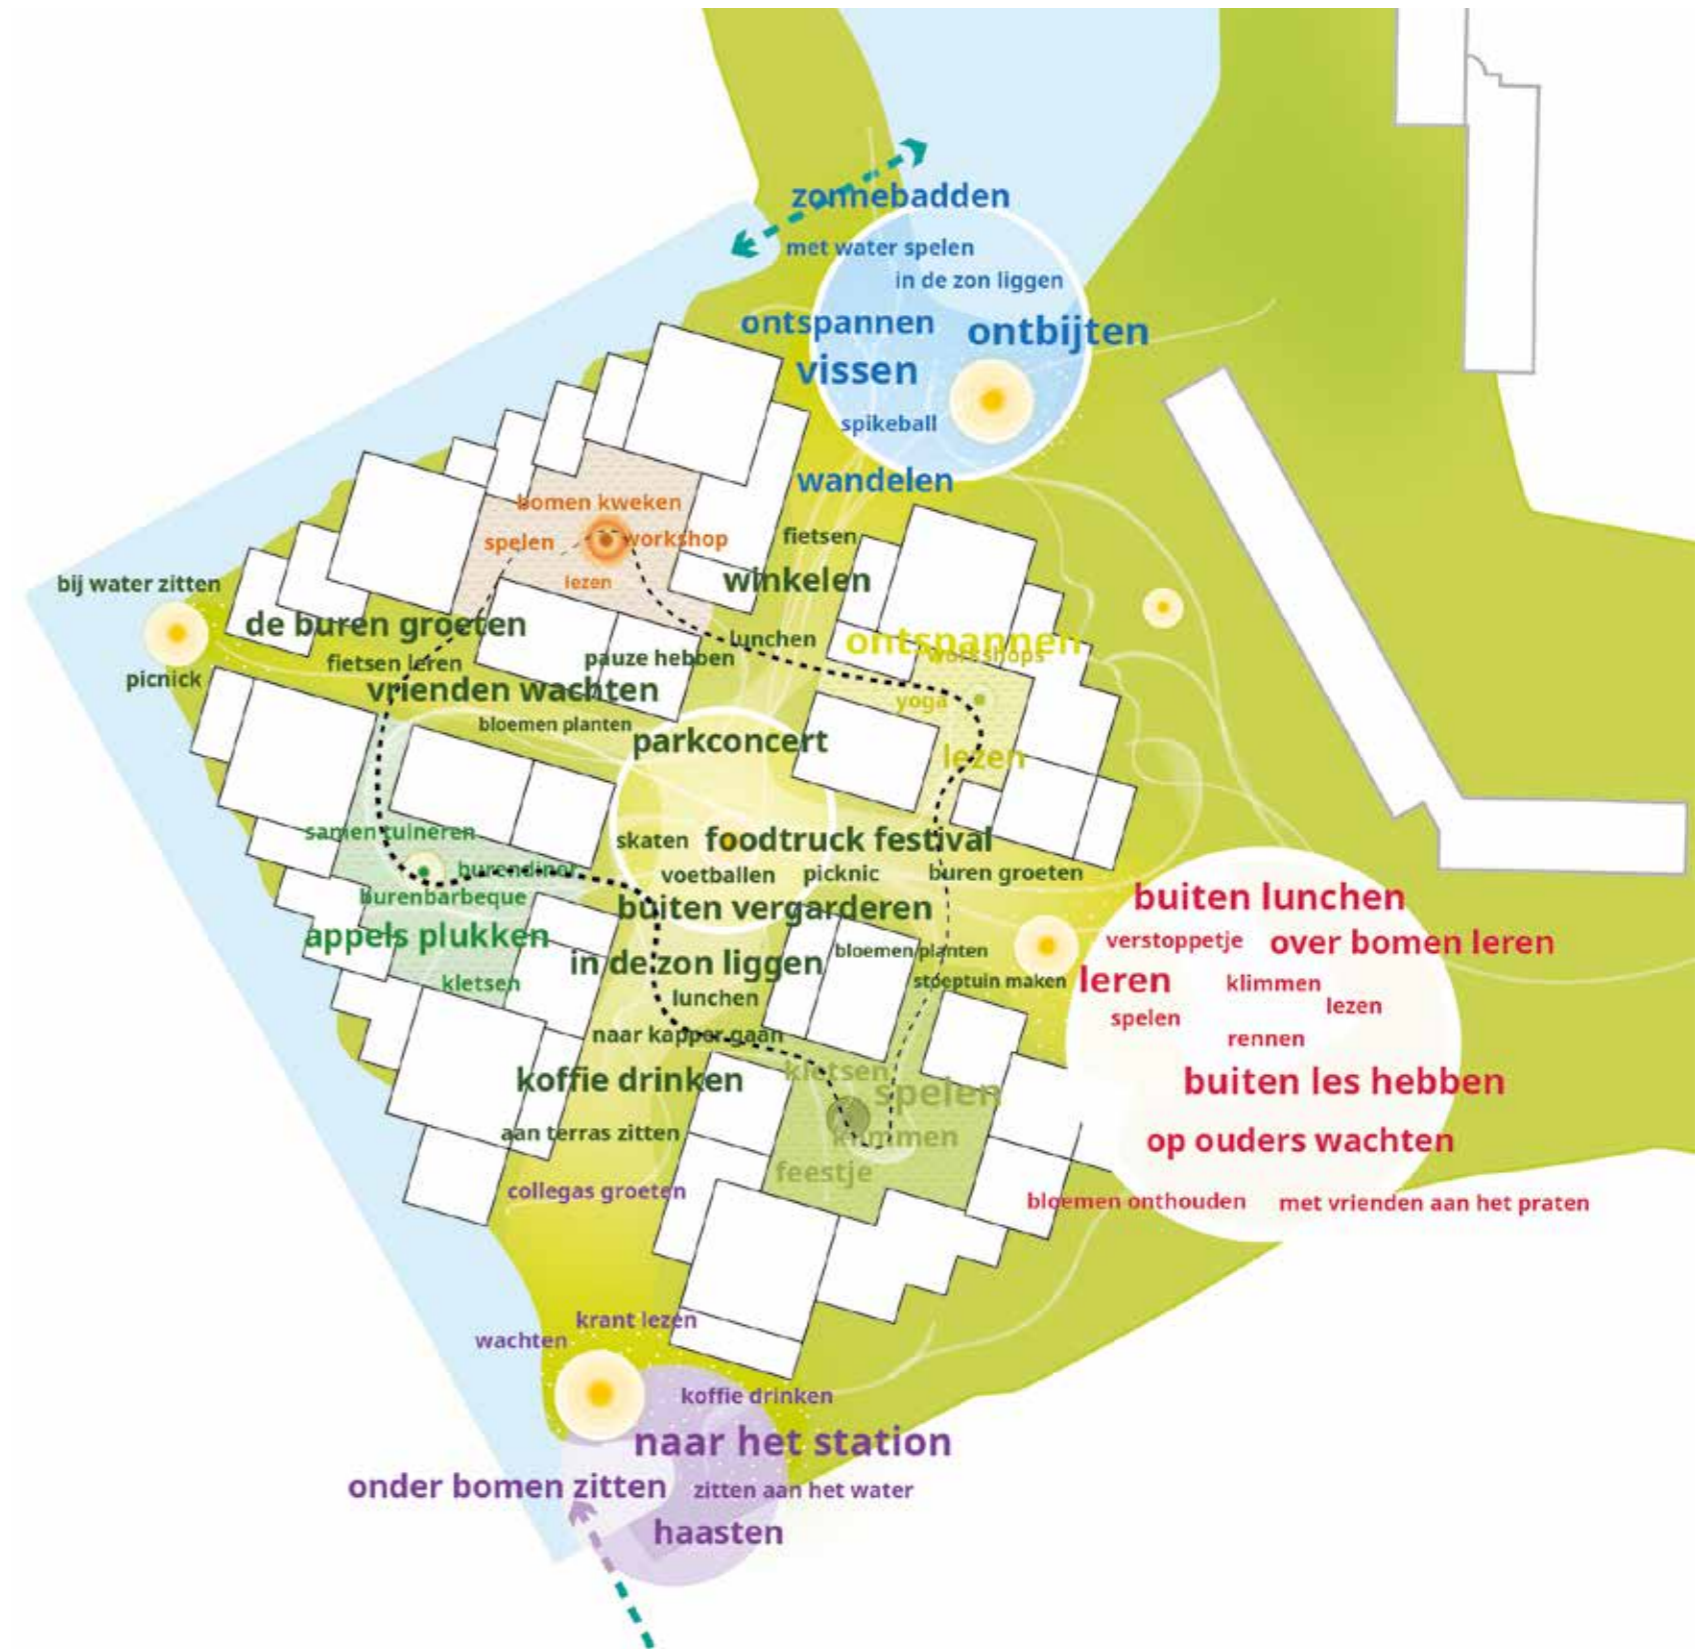 zonnebadden
met water spelen
in de zon liggen
ontspannen
ontbijten
vissen
spikeball
wandelen
bomen kweken
spelen
workshop
lezen
fietsen
winkelen
bij water zitten
de buren groeten
fietsen leren
picnick
vrienden wachten
bloemen planten
pauze hebben
lunchen
ontspannen
workshops
yoga
lezen
parkconcert
samen tuineren
burendiner
burenbarbeque
appels plukken
kletsen
skaten
foodtruck festival
voetballen
picknic
buren groeten
buiten vergarderen
bloemen planten
in de zon liggen
stoeptuin maken
lunchen
naar kapper gaan
koffie drinken
aan terras zitten
kletsen
spelen
klimmen
feestje
buiten lunchen
verstoppetje
over bomen leren
leren
klimmen
lezen
spelen
rennen
buiten les hebben
op ouders wachten
bloemen onthouden
met vrienden aan het praten
collegas groeten
krant lezen
wachten
koffie drinken
naar het station
onder bomen zitten
zitten aan het water
haasten